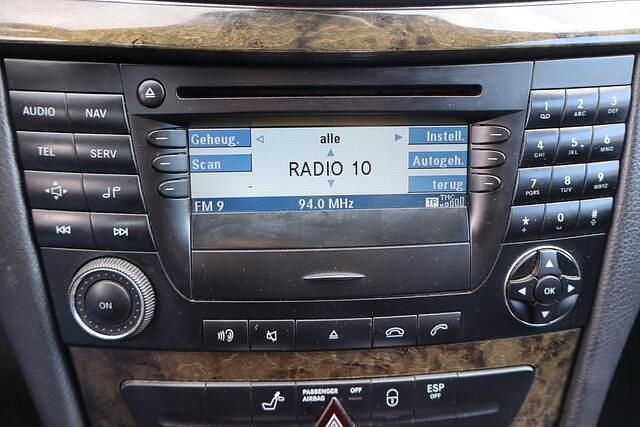 AUDIO NAV
TEL SERV
Geheug. alle Instell.
Scan RADIO 10 Autogeh.
terug
FM 9 94.0 MHz TR TMC
1 2 ABC 3 DEF
4 GHI 5 JKL 6 MNO
7 PQRS 8 TUV 9 WXYZ
* 0 #
ON
OK
PASSENGER OFF
AIRBAG
ESP
OFF